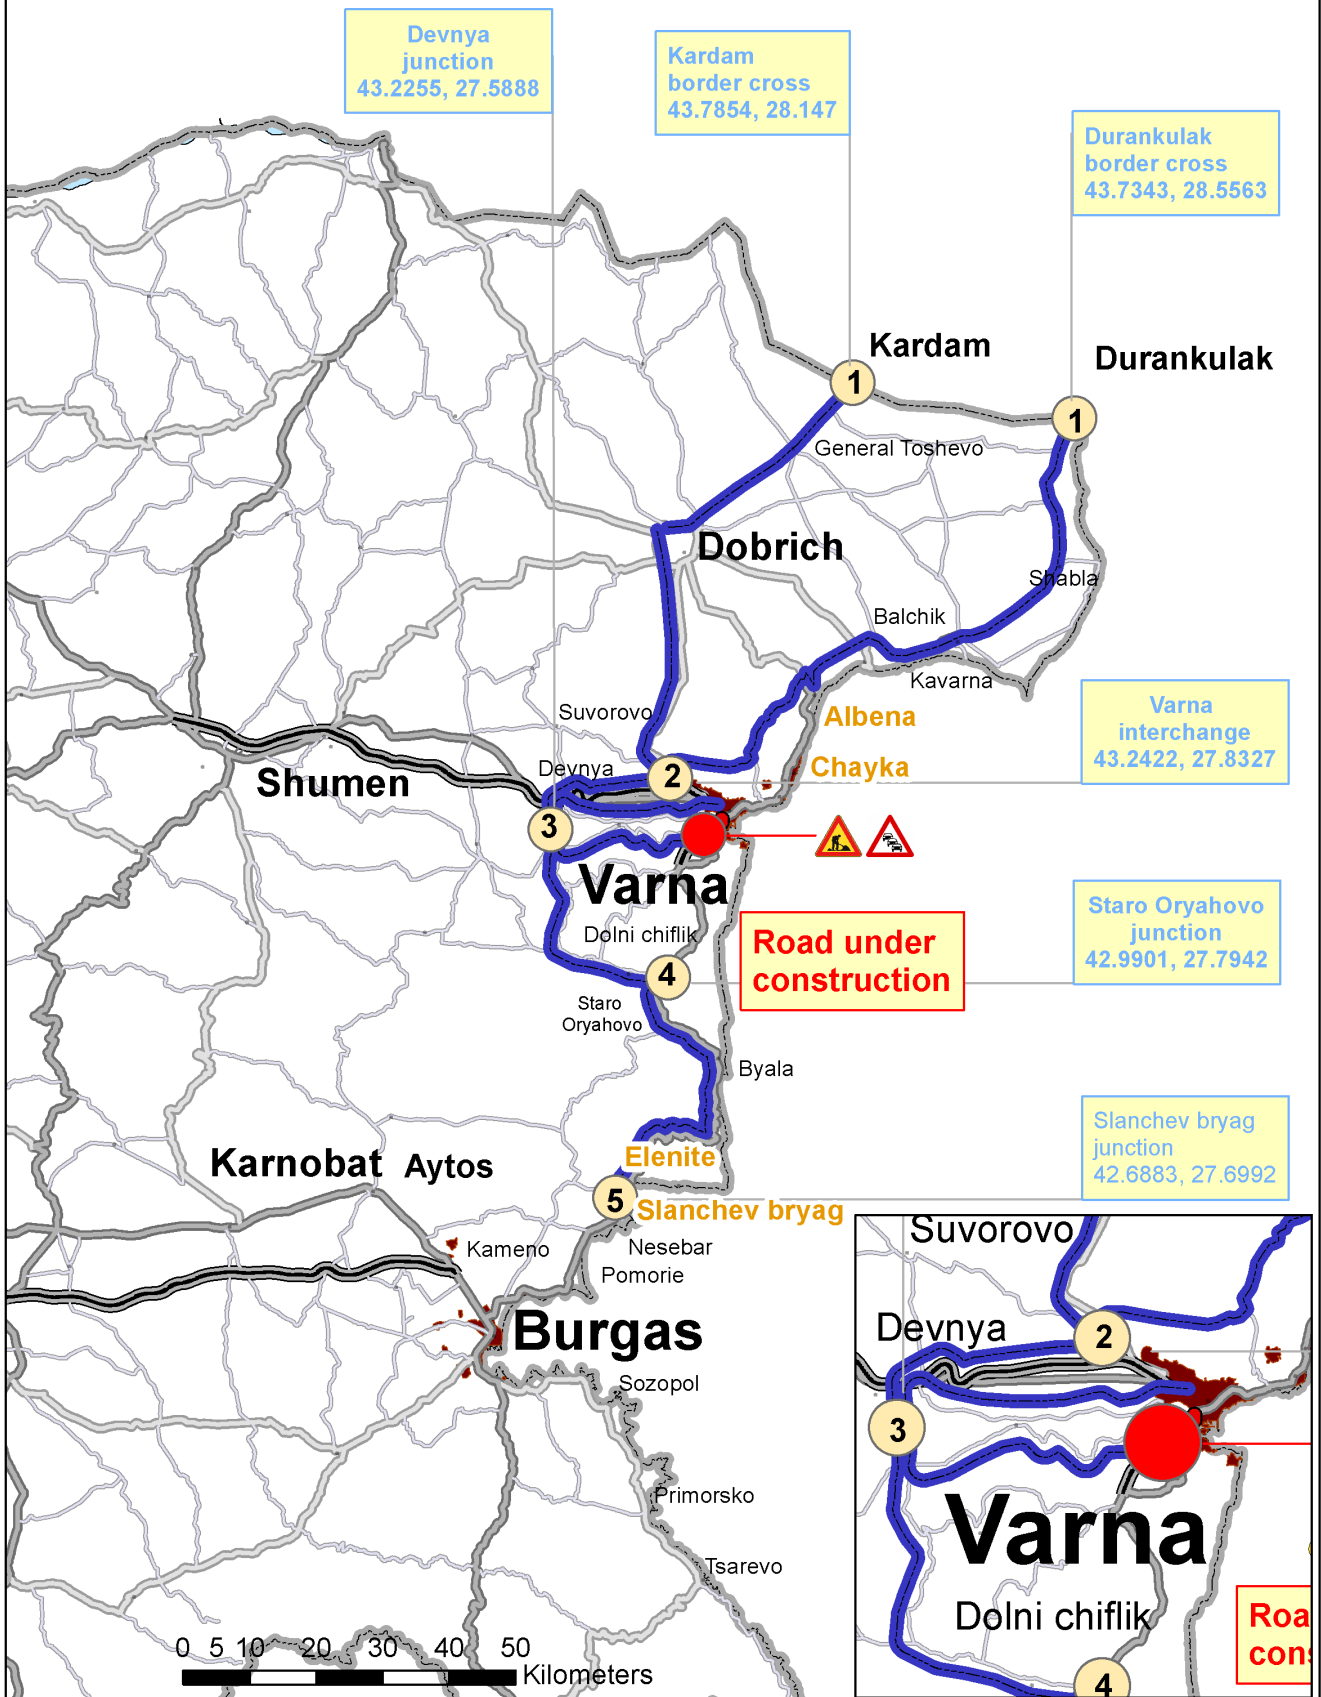 Devnya
junction
43.2255, 27.5888
Kardam
border cross
43.7854, 28.147
Durankulak
border cross
43.7343, 28.5563
Kardam
Durankulak
1
1
General Toshevo
Dobrich
Shabla
Balchik
Kavarna
Varna
interchange
43.2422, 27.8327
Suvorovo
Albena
Chayka
Devnya
2
Shumen
3
Varna
Staro Oryahovo
junction
42.9901, 27.7942
Dolni chiflik
Road under
construction
4
Staro
Oryahovo
Byala
Slanchev bryag
junction
42.6883, 27.6992
Karnobat
Aytos
Elenite
5
Slanchev bryag
Nesebar
Kameno
Pomorie
Burgas
Sozopol
Primorsko
Tsarevo
0 5 10 20 30 40 50
Kilometers
Suvorovo
Devnya
2
3
Varna
Dolni chiflik
Roa
cons
4